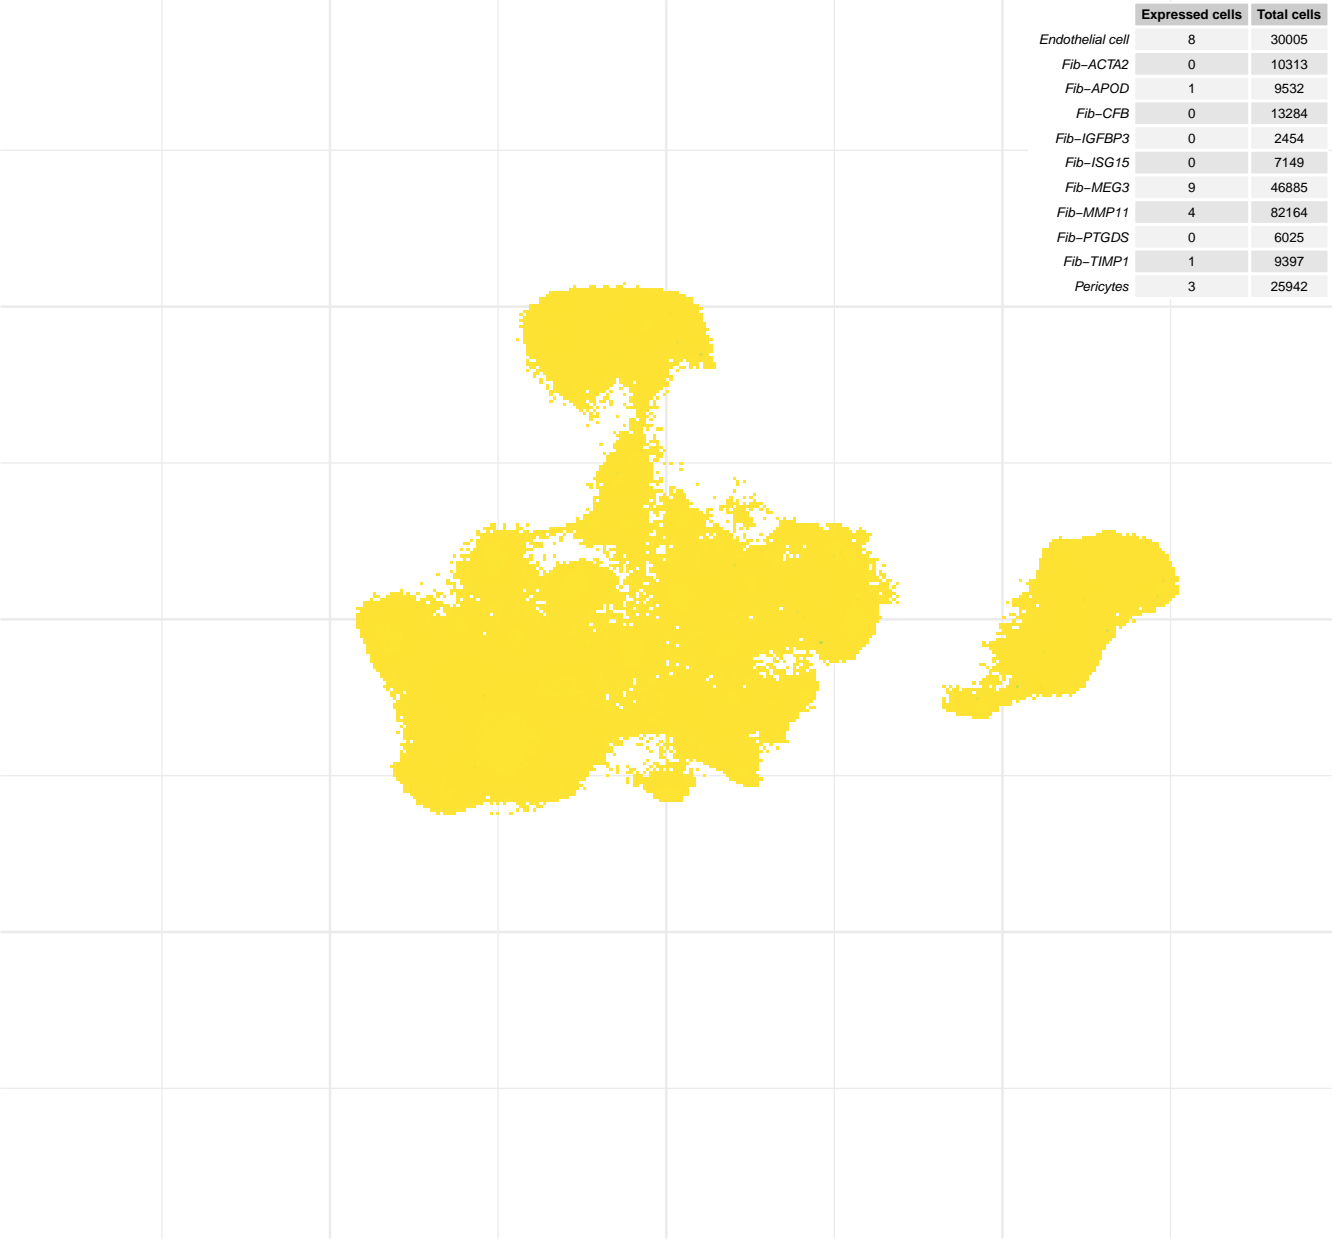 Expressed cells Total cells
Endothelial cell 8 30005
Fib−ACTA2 0 10313
Fib−APOD 1 9532
Fib−CFB 0 13284
Fib−IGFBP3 0 2454
Fib−ISG15 0 7149
Fib−MEG3 9 46885
Fib−MMP11 4 82164
Fib−PTGDS 0 6025
Fib−TIMP1 1 9397
Pericytes 3 25942